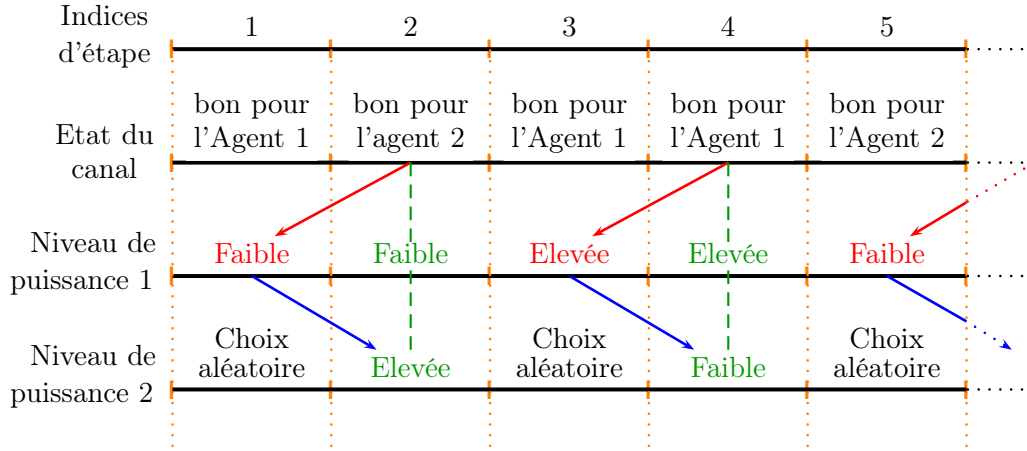 Indices
d'étape
1
2
3
4
5
Etat du
canal
bon pour
l'Agent 1
bon pour
l'agent 2
bon pour
l'Agent 1
bon pour
l'Agent 1
bon pour
l'Agent 2
Niveau de
puissance 1
Faible
Faible
Elevée
Elevée
Faible
Niveau de
puissance 2
Choix
aléatoire
Elevée
Choix
aléatoire
Faible
Choix
aléatoire